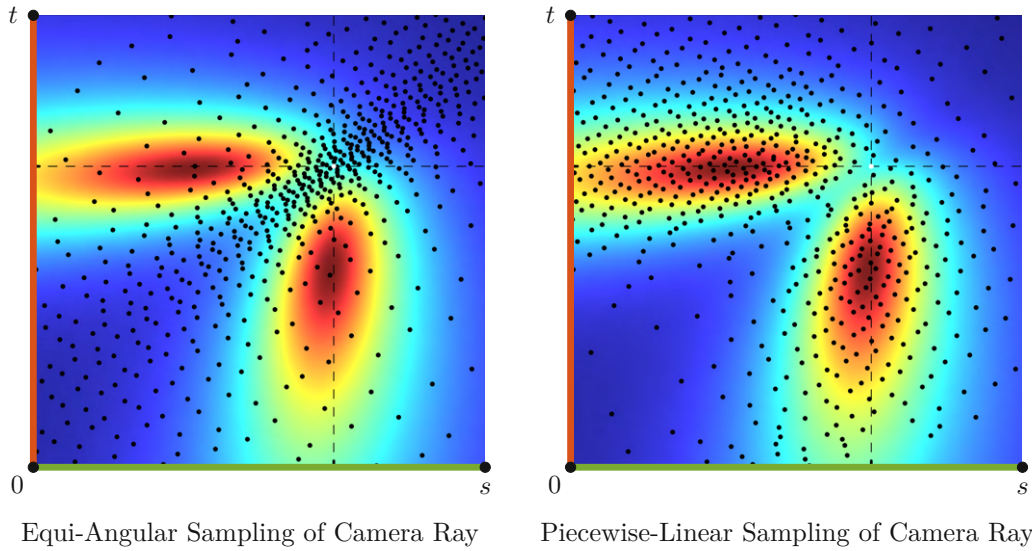 t
t
0
s
0
s
Equi-Angular Sampling of Camera Ray
Piecewise-Linear Sampling of Camera Ray